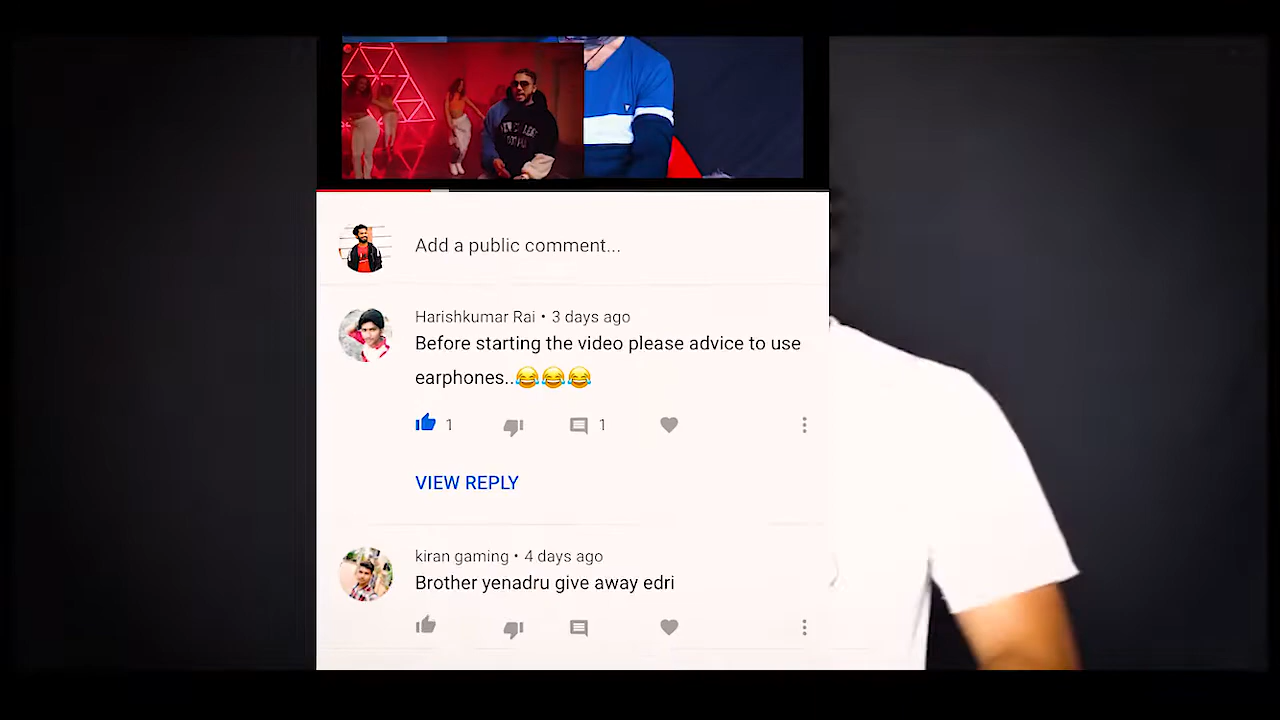 Add a public comment...
Harishkumar Rai • 3 days ago
Before starting the video please advice to use
earphones..😂😂😂
1
1
VIEW REPLY
kiran gaming • 4 days ago
Brother yenadru give away edri